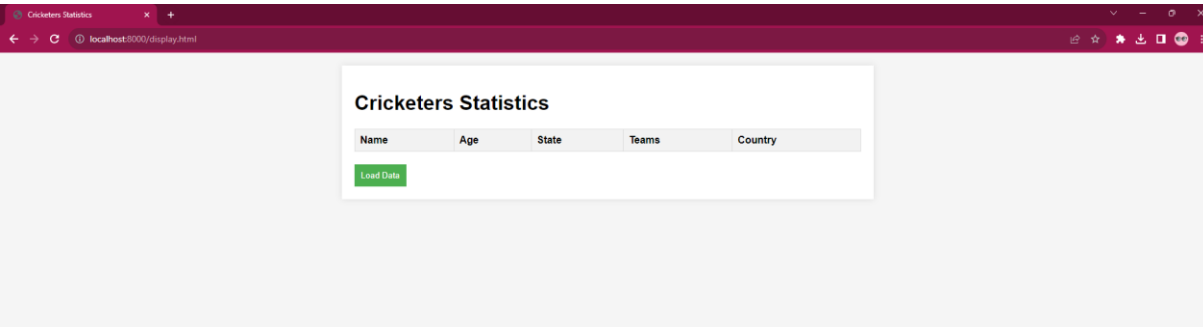 Cricketers Statistics
localhost:8000/display.html
Cricketers Statistics
Name Age State Teams Country
Load Data